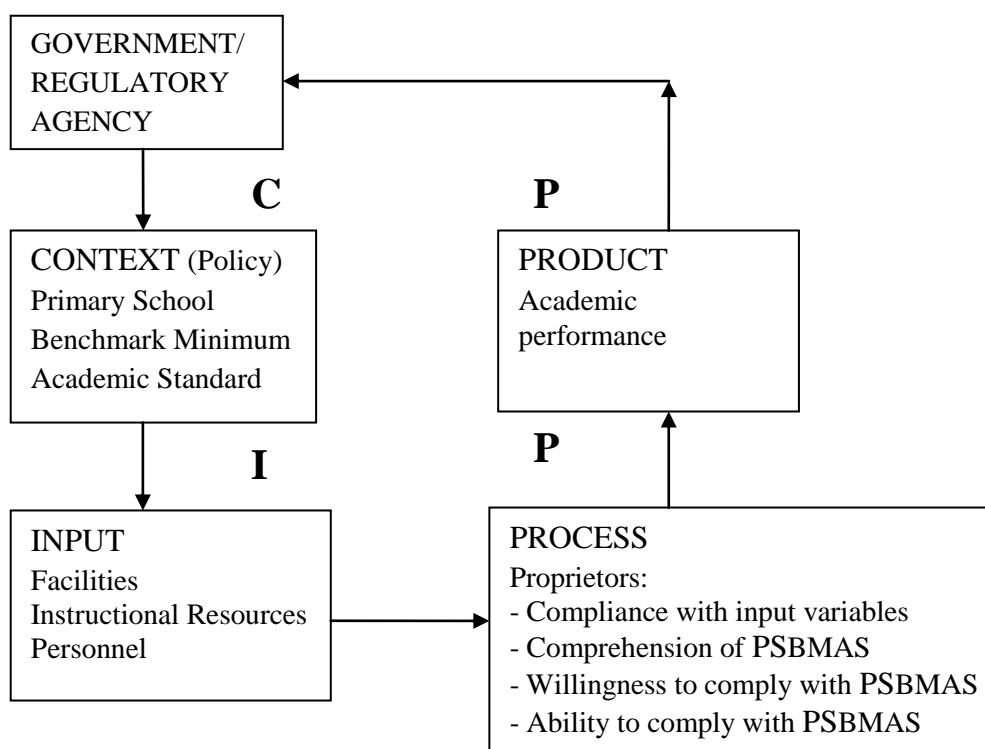 GOVERNMENT/
REGULATORY
AGENCY
C
CONTEXT (Policy)
Primary School
Benchmark Minimum
Academic Standard
I
INPUT
Facilities
Instructional Resources
Personnel
PROCESS
Proprietors:
- Compliance with input variables
- Comprehension of PSBMAS
- Willingness to comply with PSBMAS
- Ability to comply with PSBMAS
P
PRODUCT
Academic
performance
P